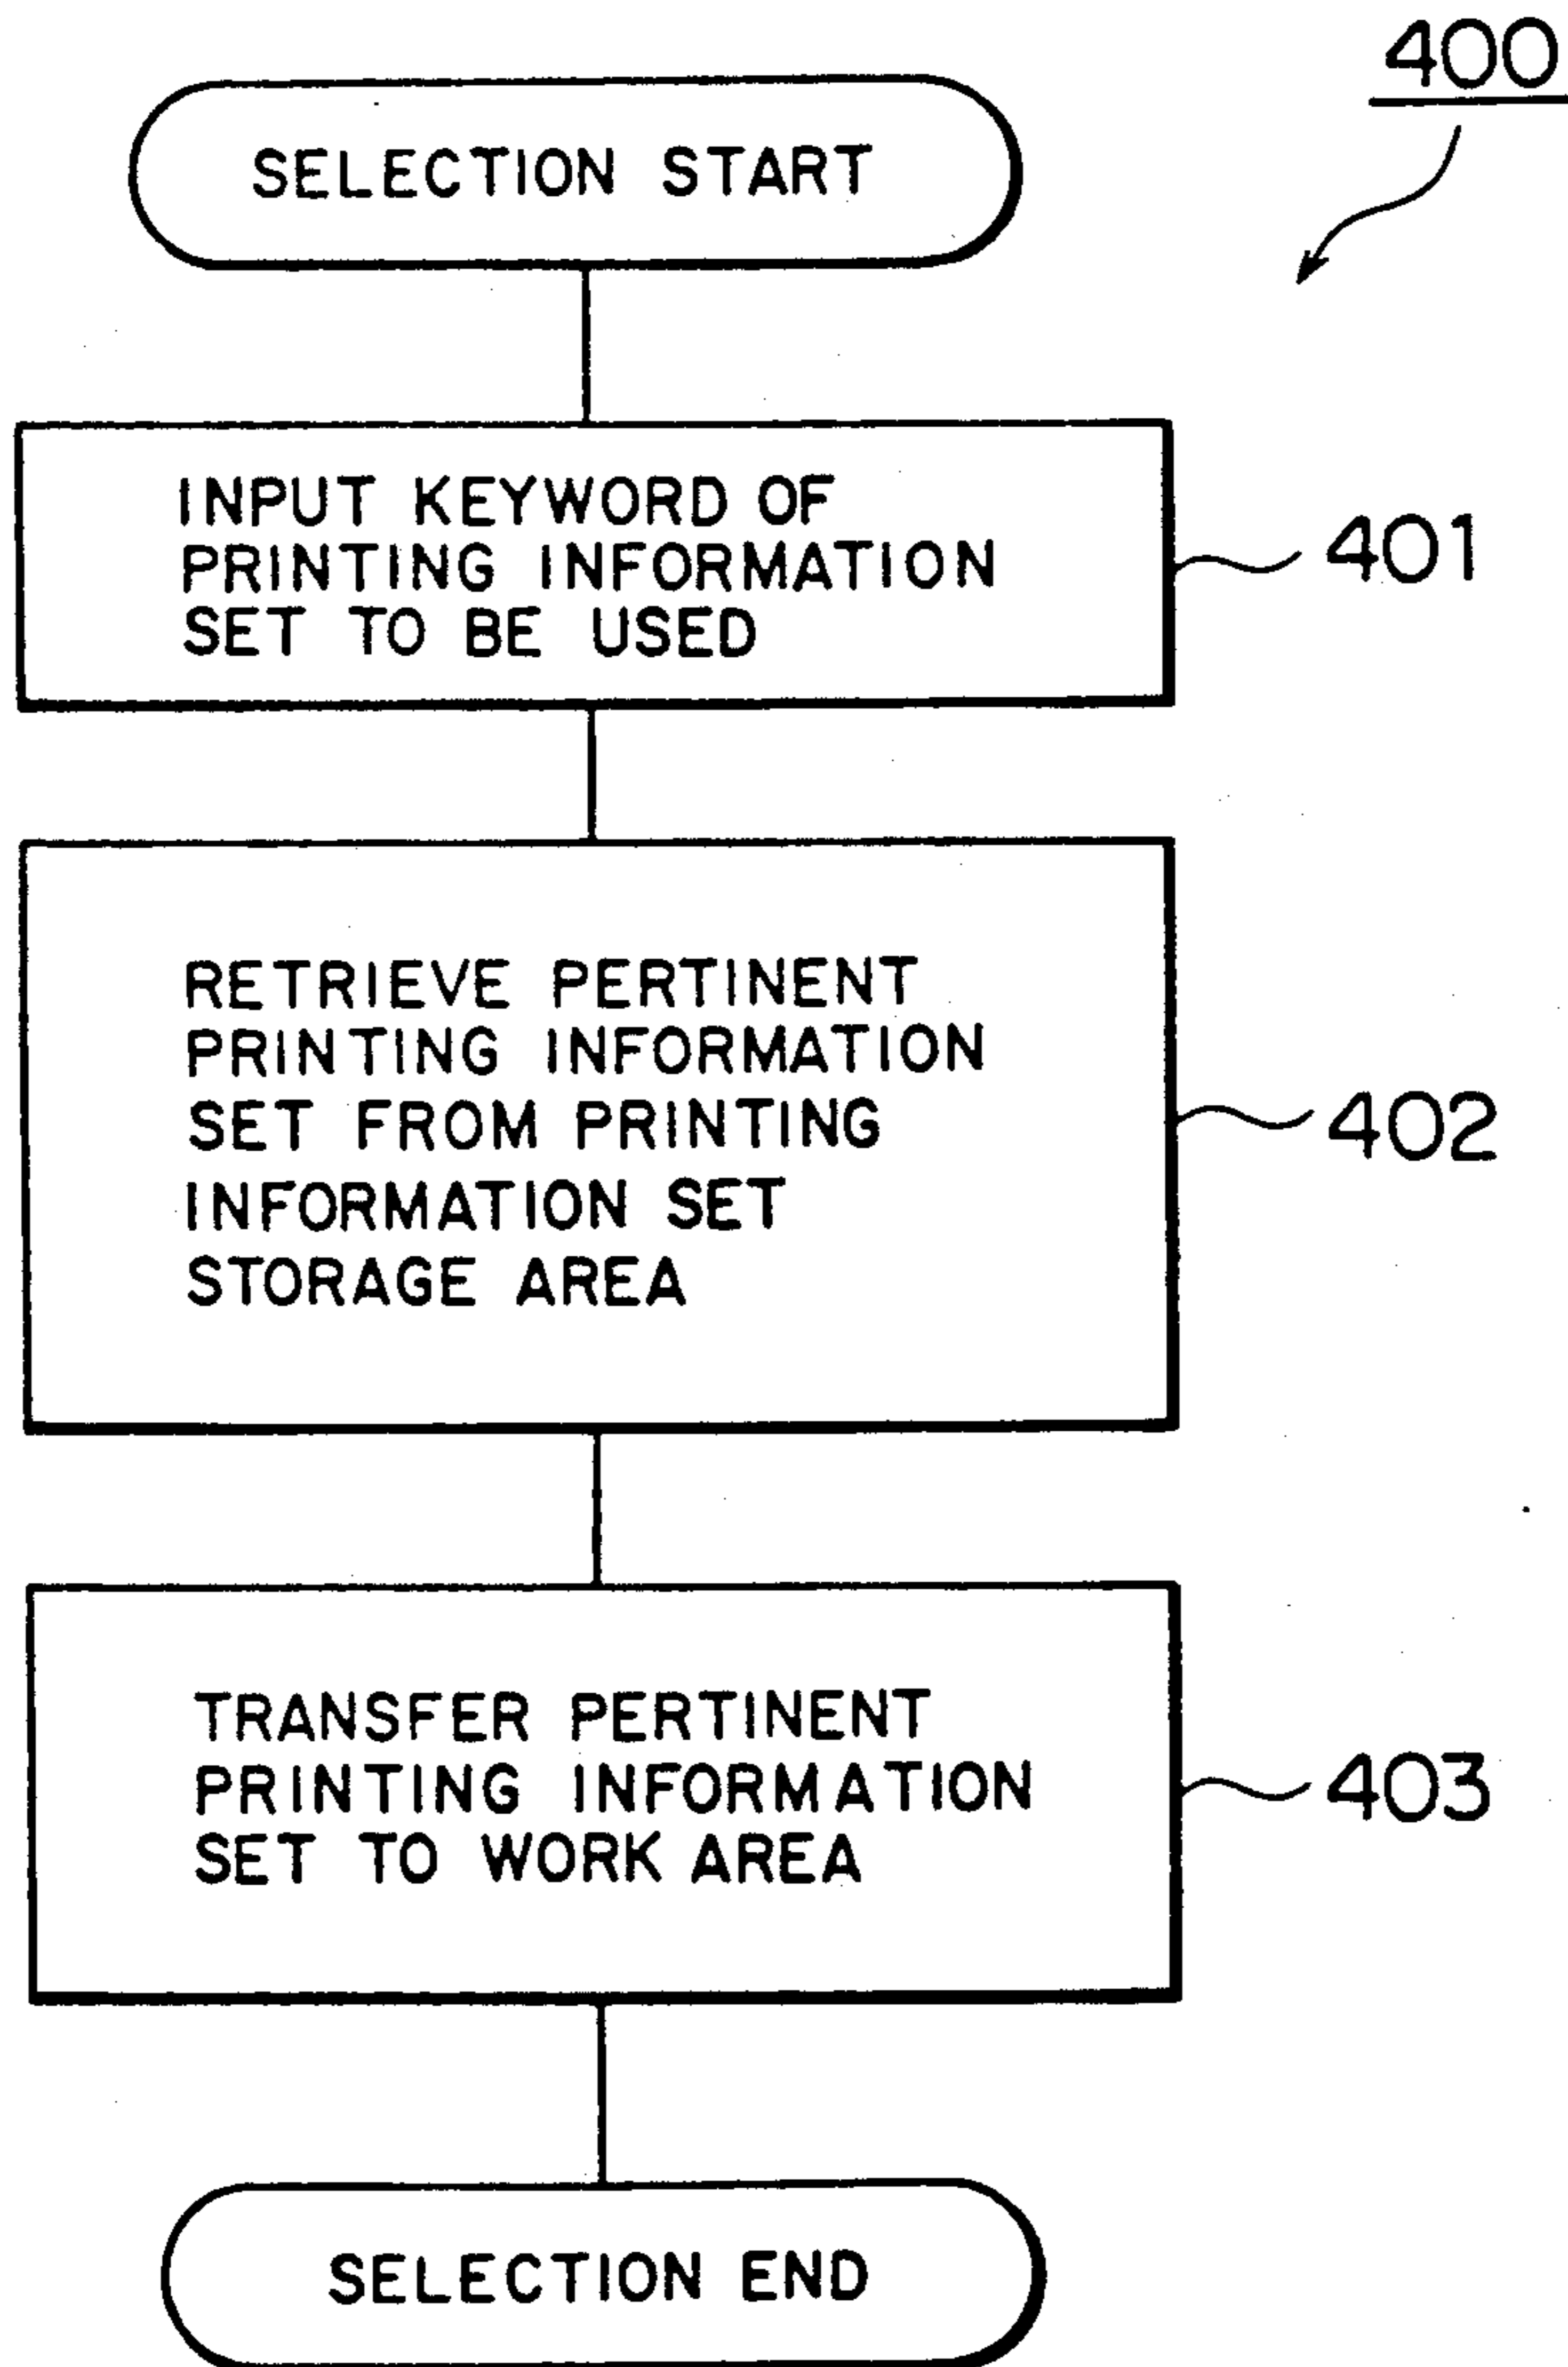 400
SELECTION START
INPUT KEYWORD OF
PRINTING INFORMATION
SET TO BE USED
401
RETRIEVE PERTINENT
PRINTING INFORMATION
SET FROM PRINTING
INFORMATION SET
STORAGE AREA
402
TRANSFER PERTINENT
PRINTING INFORMATION
SET TO WORK AREA
403
SELECTION END